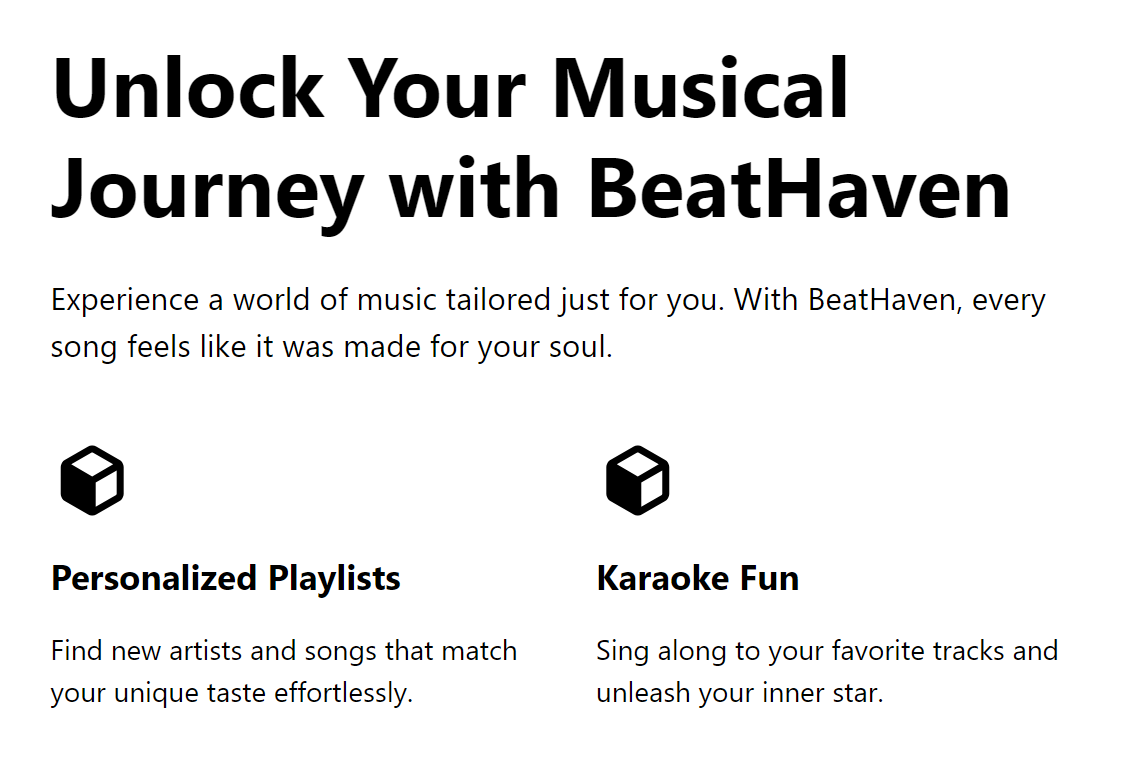 Unlock Your Musical
Journey with BeatHaven
Experience a world of music tailored just for you. With BeatHaven, every
song feels like it was made for your soul.
Personalized Playlists
Find new artists and songs that match
your unique taste effortlessly.
Karaoke Fun
Sing along to your favorite tracks and
unleash your inner star.